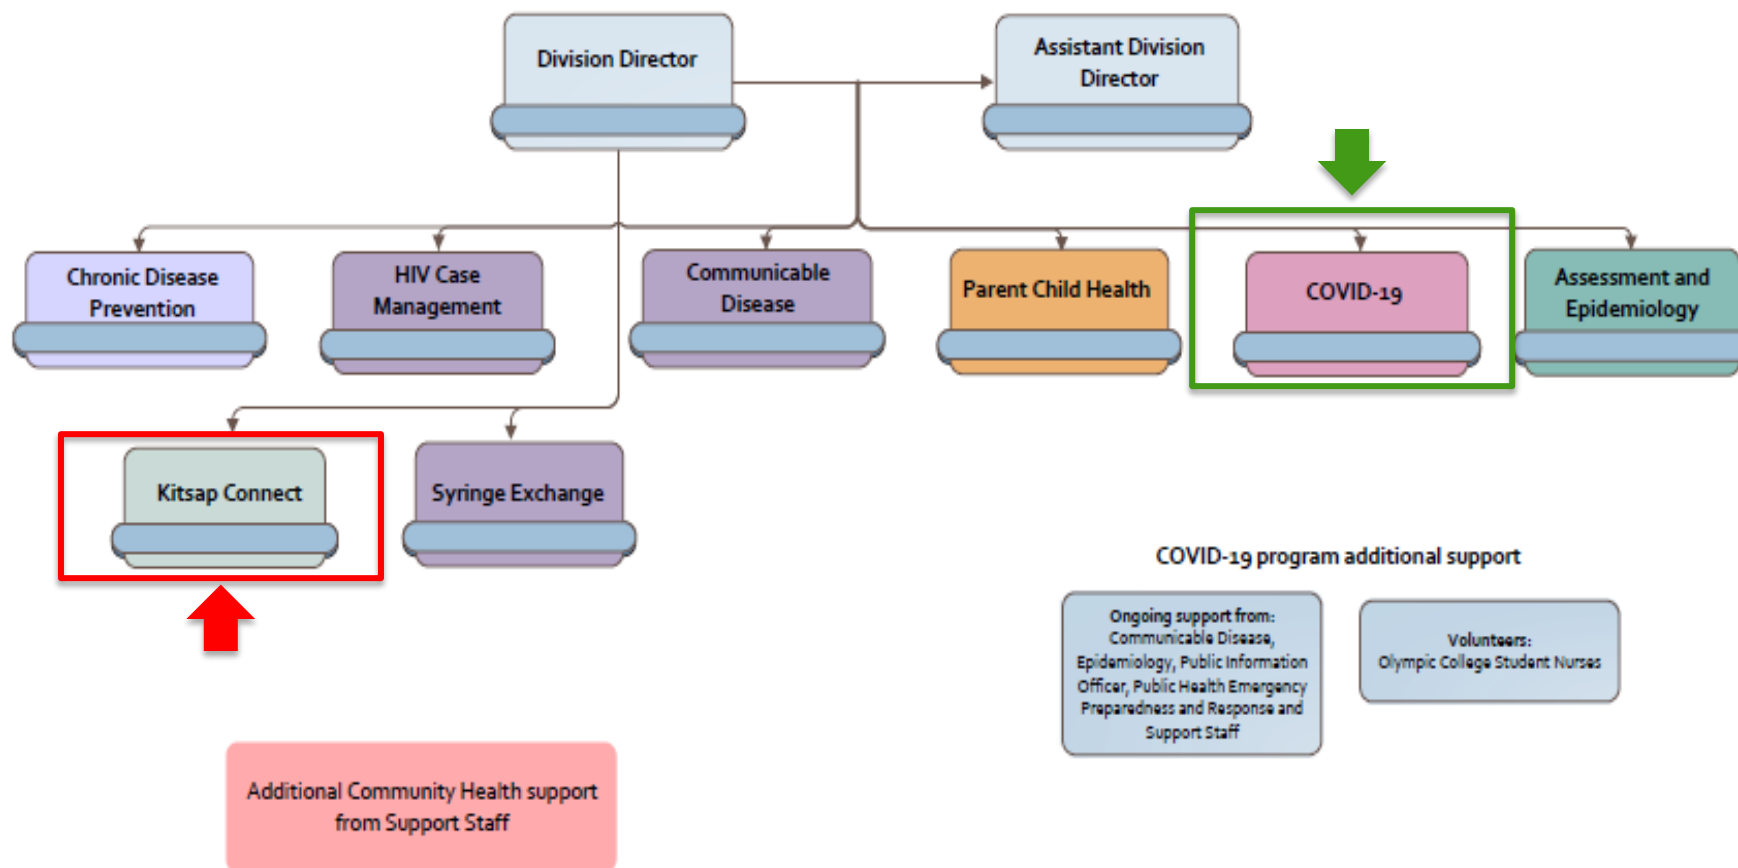 Division Director
Assistant Division
Director
Chronic Disease
Prevention
HIV Case
Management
Communicable
Disease
Parent Child Health
COVID-19
Assessment and
Epidemiology
Kitsap Connect
Syringe Exchange
COVID-19 program additional support
Ongoing support from:
Communicable Disease,
Epidemiology, Public Information
Officer, Public Health Emergency
Preparedness and Response and
Support Staff
Volunteers:
Olympic College Student Nurses
Additional Community Health support
from Support Staff